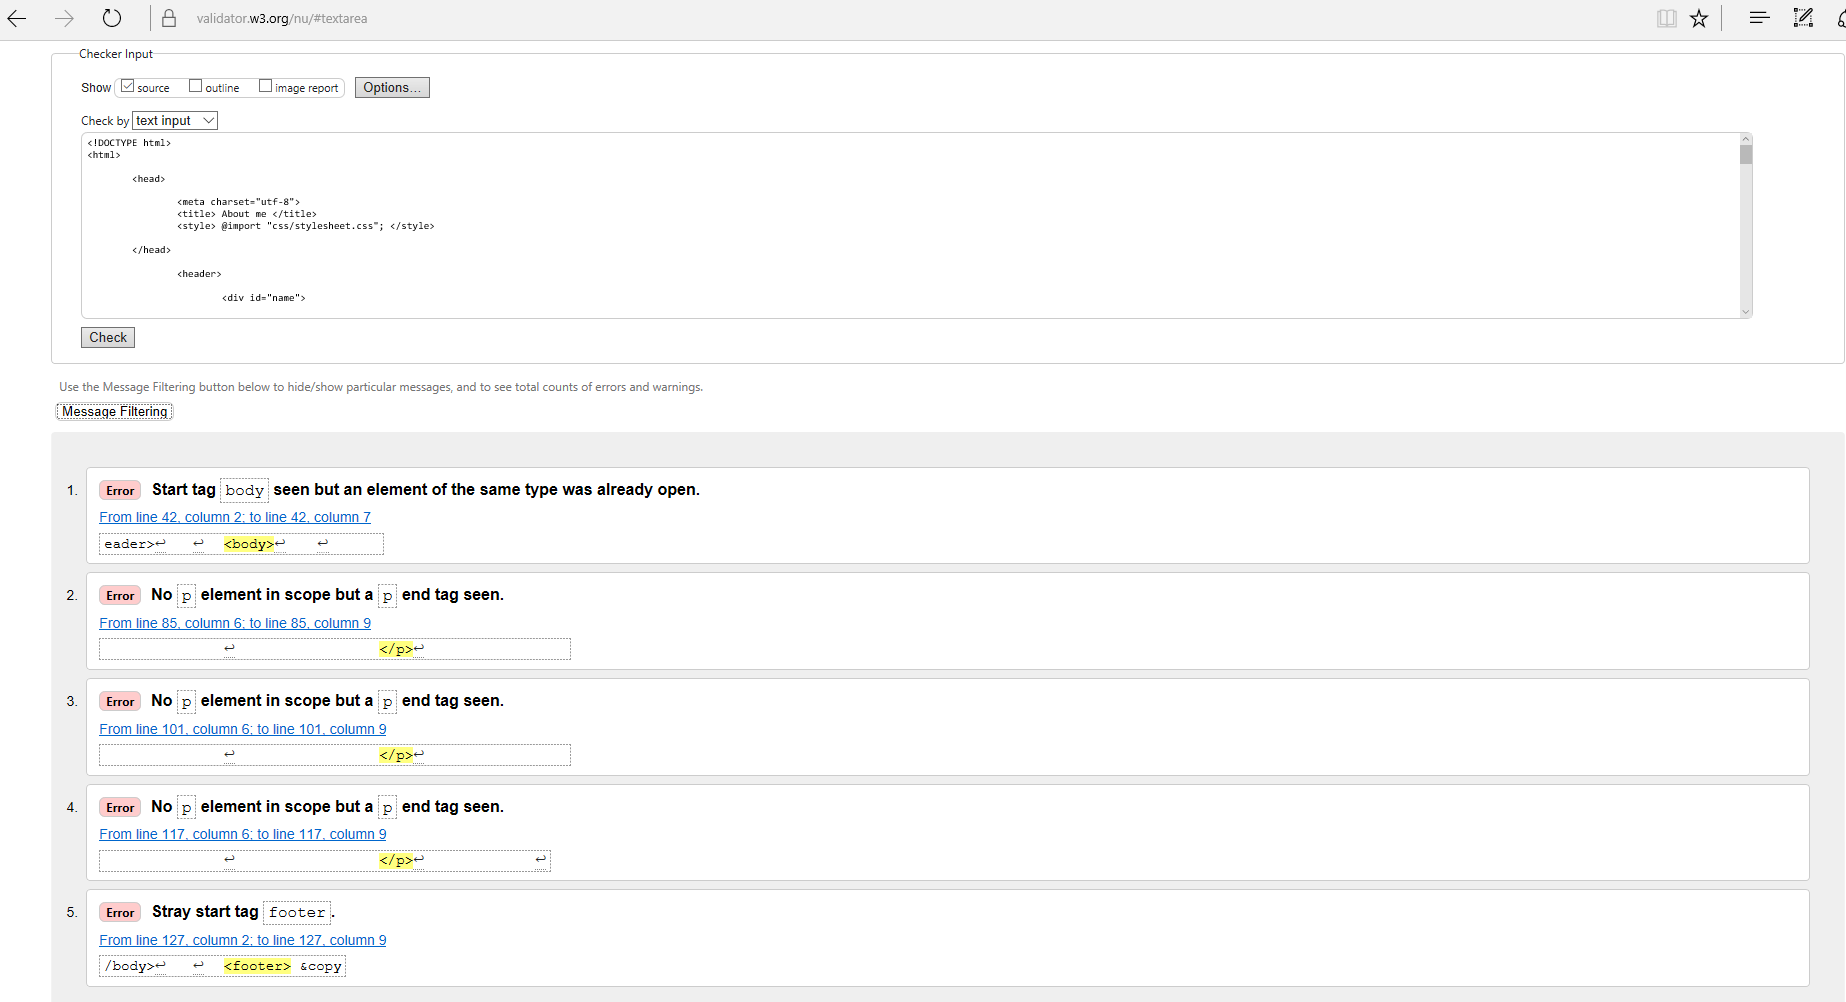 validator.w3.org/nu/#textarea
Checker Input
Show source outline image report Options...
Check by text input
<!DOCTYPE html>
<html>
<head>
<meta charset="utf-8">
<title> About me </title>
<style> @import "css/stylesheet.css"; </style>
</head>
<header>
<div id="name">
Check
Use the Message Filtering button below to hide/show particular messages, and to see total counts of errors and warnings.
Message Filtering
1. Error Start tag body seen but an element of the same type was already open.
From line 42, column 2; to line 42, column 7
eader>↩ ↩ <body>↩ ↩
2. Error No p element in scope but a p end tag seen.
From line 85, column 6; to line 85, column 9
↩ </p>↩
3. Error No p element in scope but a p end tag seen.
From line 101, column 6; to line 101, column 9
↩ </p>↩
4. Error No p element in scope but a p end tag seen.
From line 117, column 6; to line 117, column 9
↩ </p>↩ ↩
5. Error Stray start tag footer.
From line 127, column 2; to line 127, column 9
/body>↩ ↩ <footer> &copy